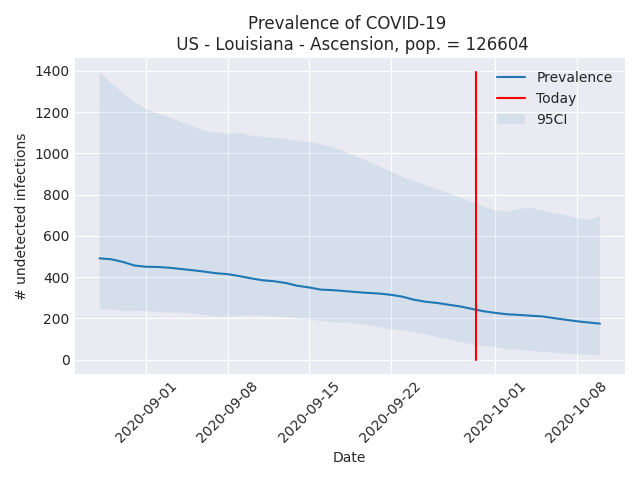 Prevalence of COVID-19
US - Louisiana - Ascension, pop. = 126604
Prevalence
Today
95CI
# undetected infections
1400
1200
1000
800
600
400
200
0
2020-09-01
2020-09-08
2020-09-15
2020-09-22
2020-10-01
2020-10-08
Date